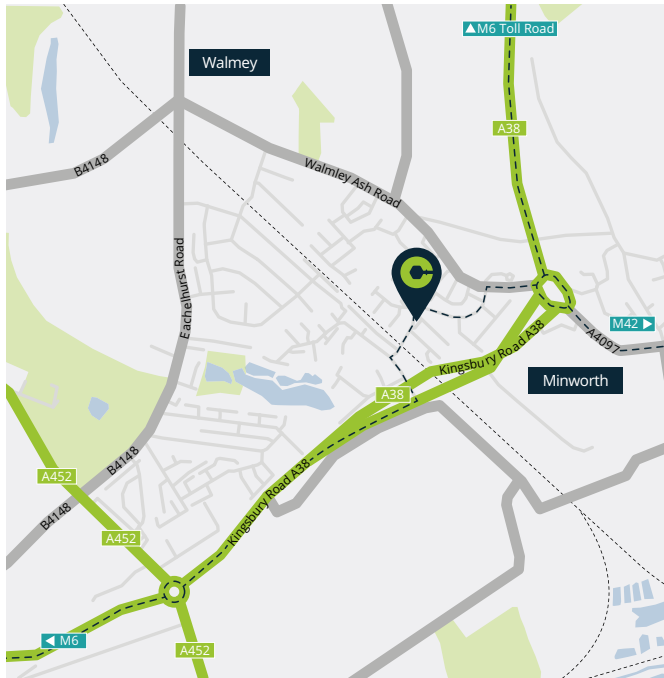 ▲M6 Toll Road
Walmey
A38
B4148
Walmley Ash Road
Eachelhurst Road
M42 ►
A4097
Kingsbury Road A38
Minworth
A38
B4148
A452
Kingsbury Road A38
B4148
A452
◄ M6
A452